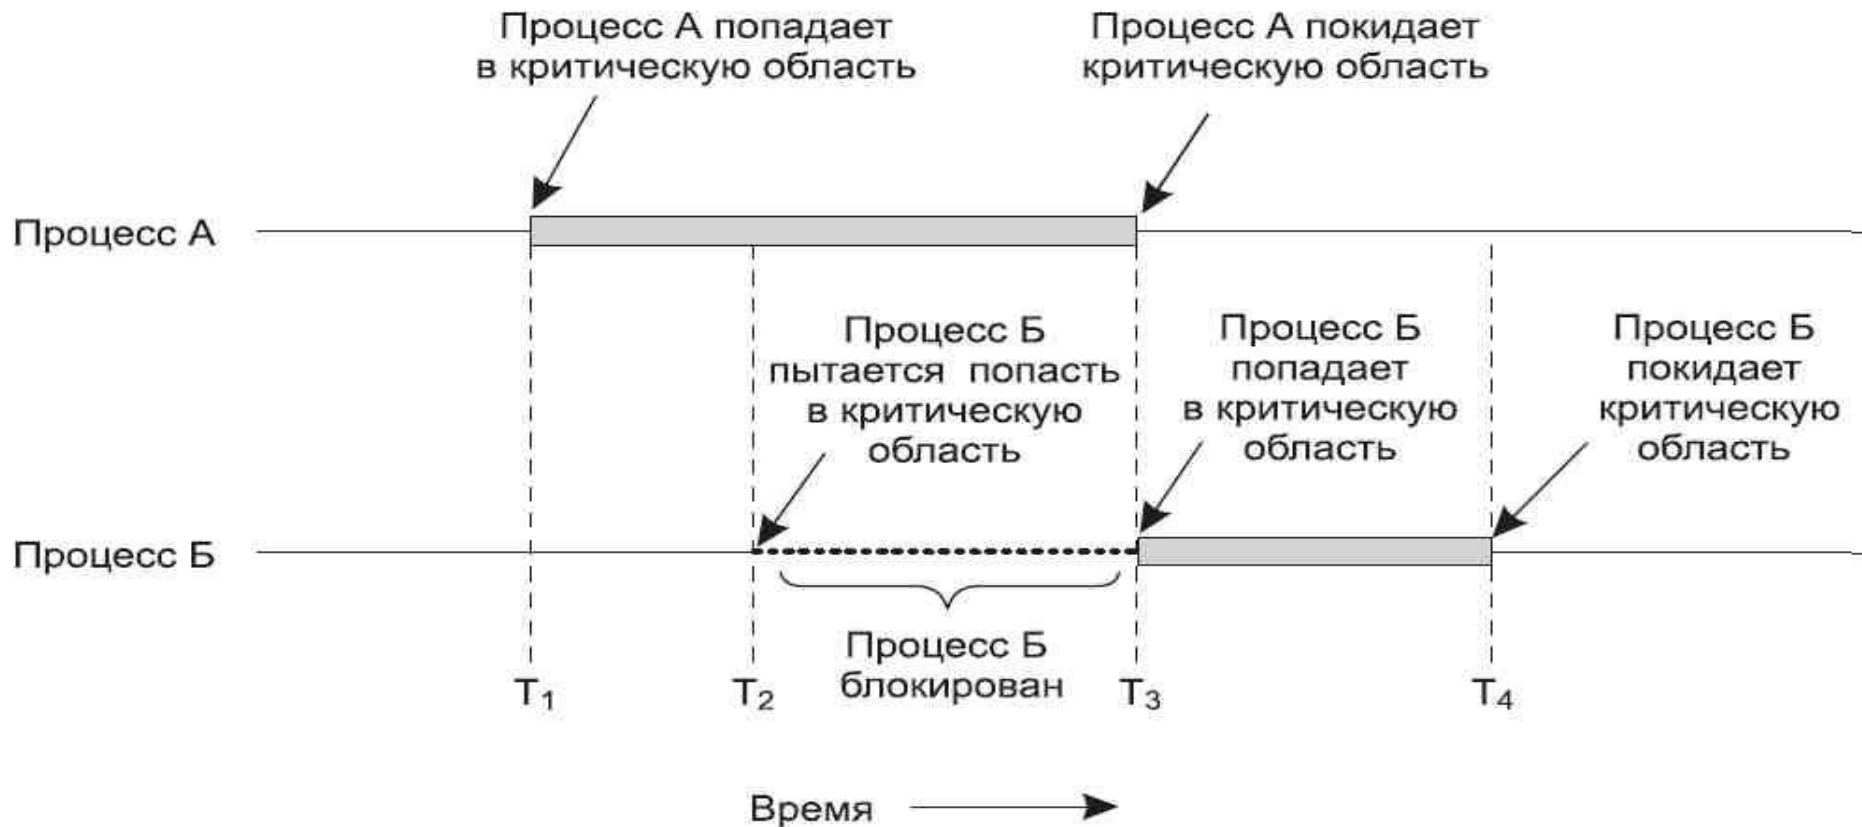 Процесс А попадает
в критическую область
Процесс А покидает
критическую область
Процесс А
Процесс Б
пытается попасть
в критическую
область
Процесс Б
попадает
в критическую
область
Процесс Б
покидает
критическую
область
Процесс Б
Процесс Б
блокирован
T1
T2
T3
T4
Время